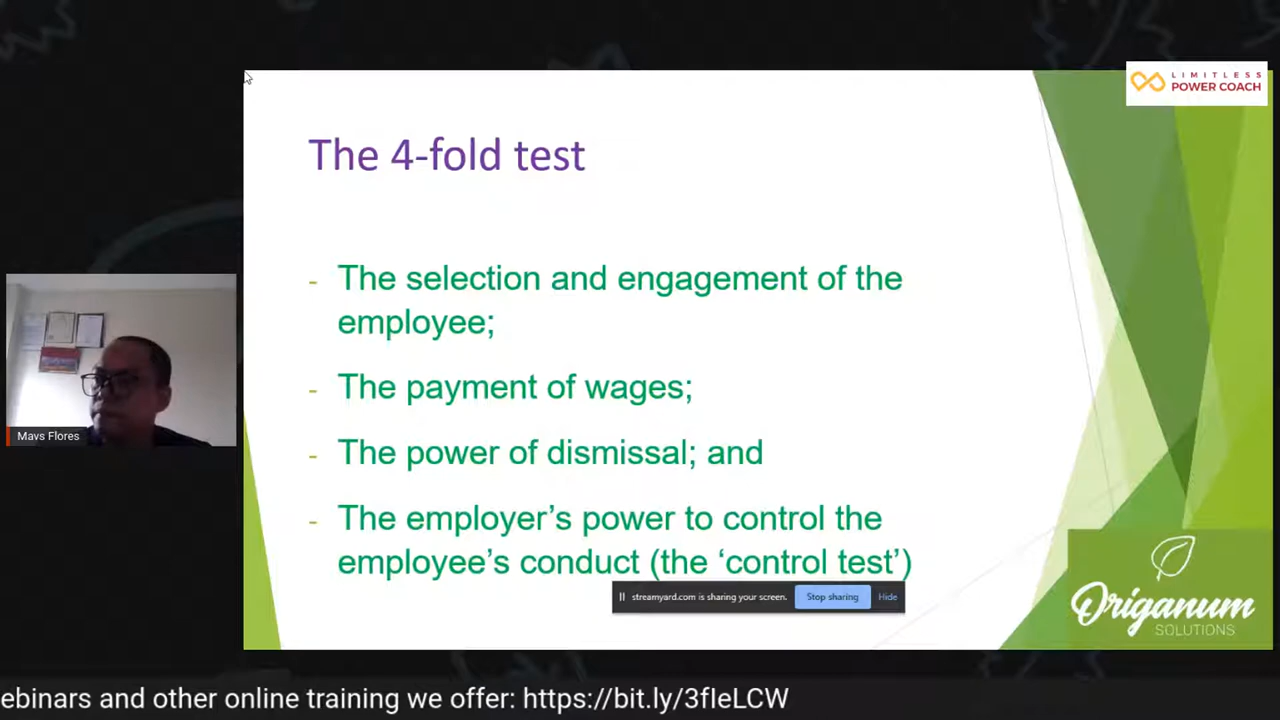 LIMITLESS
POWER COACH
The 4-fold test
- The selection and engagement of the
employee;
- The payment of wages;
- The power of dismissal; and
- The employer’s power to control the
employee’s conduct (the ‘control test’)
streamyard.com is sharing your screen. Stop sharing Hide
Mavs Flores
Origanum
SOLUTIONS
ebinars and other online training we offer: https://bit.ly/3fIeLCW